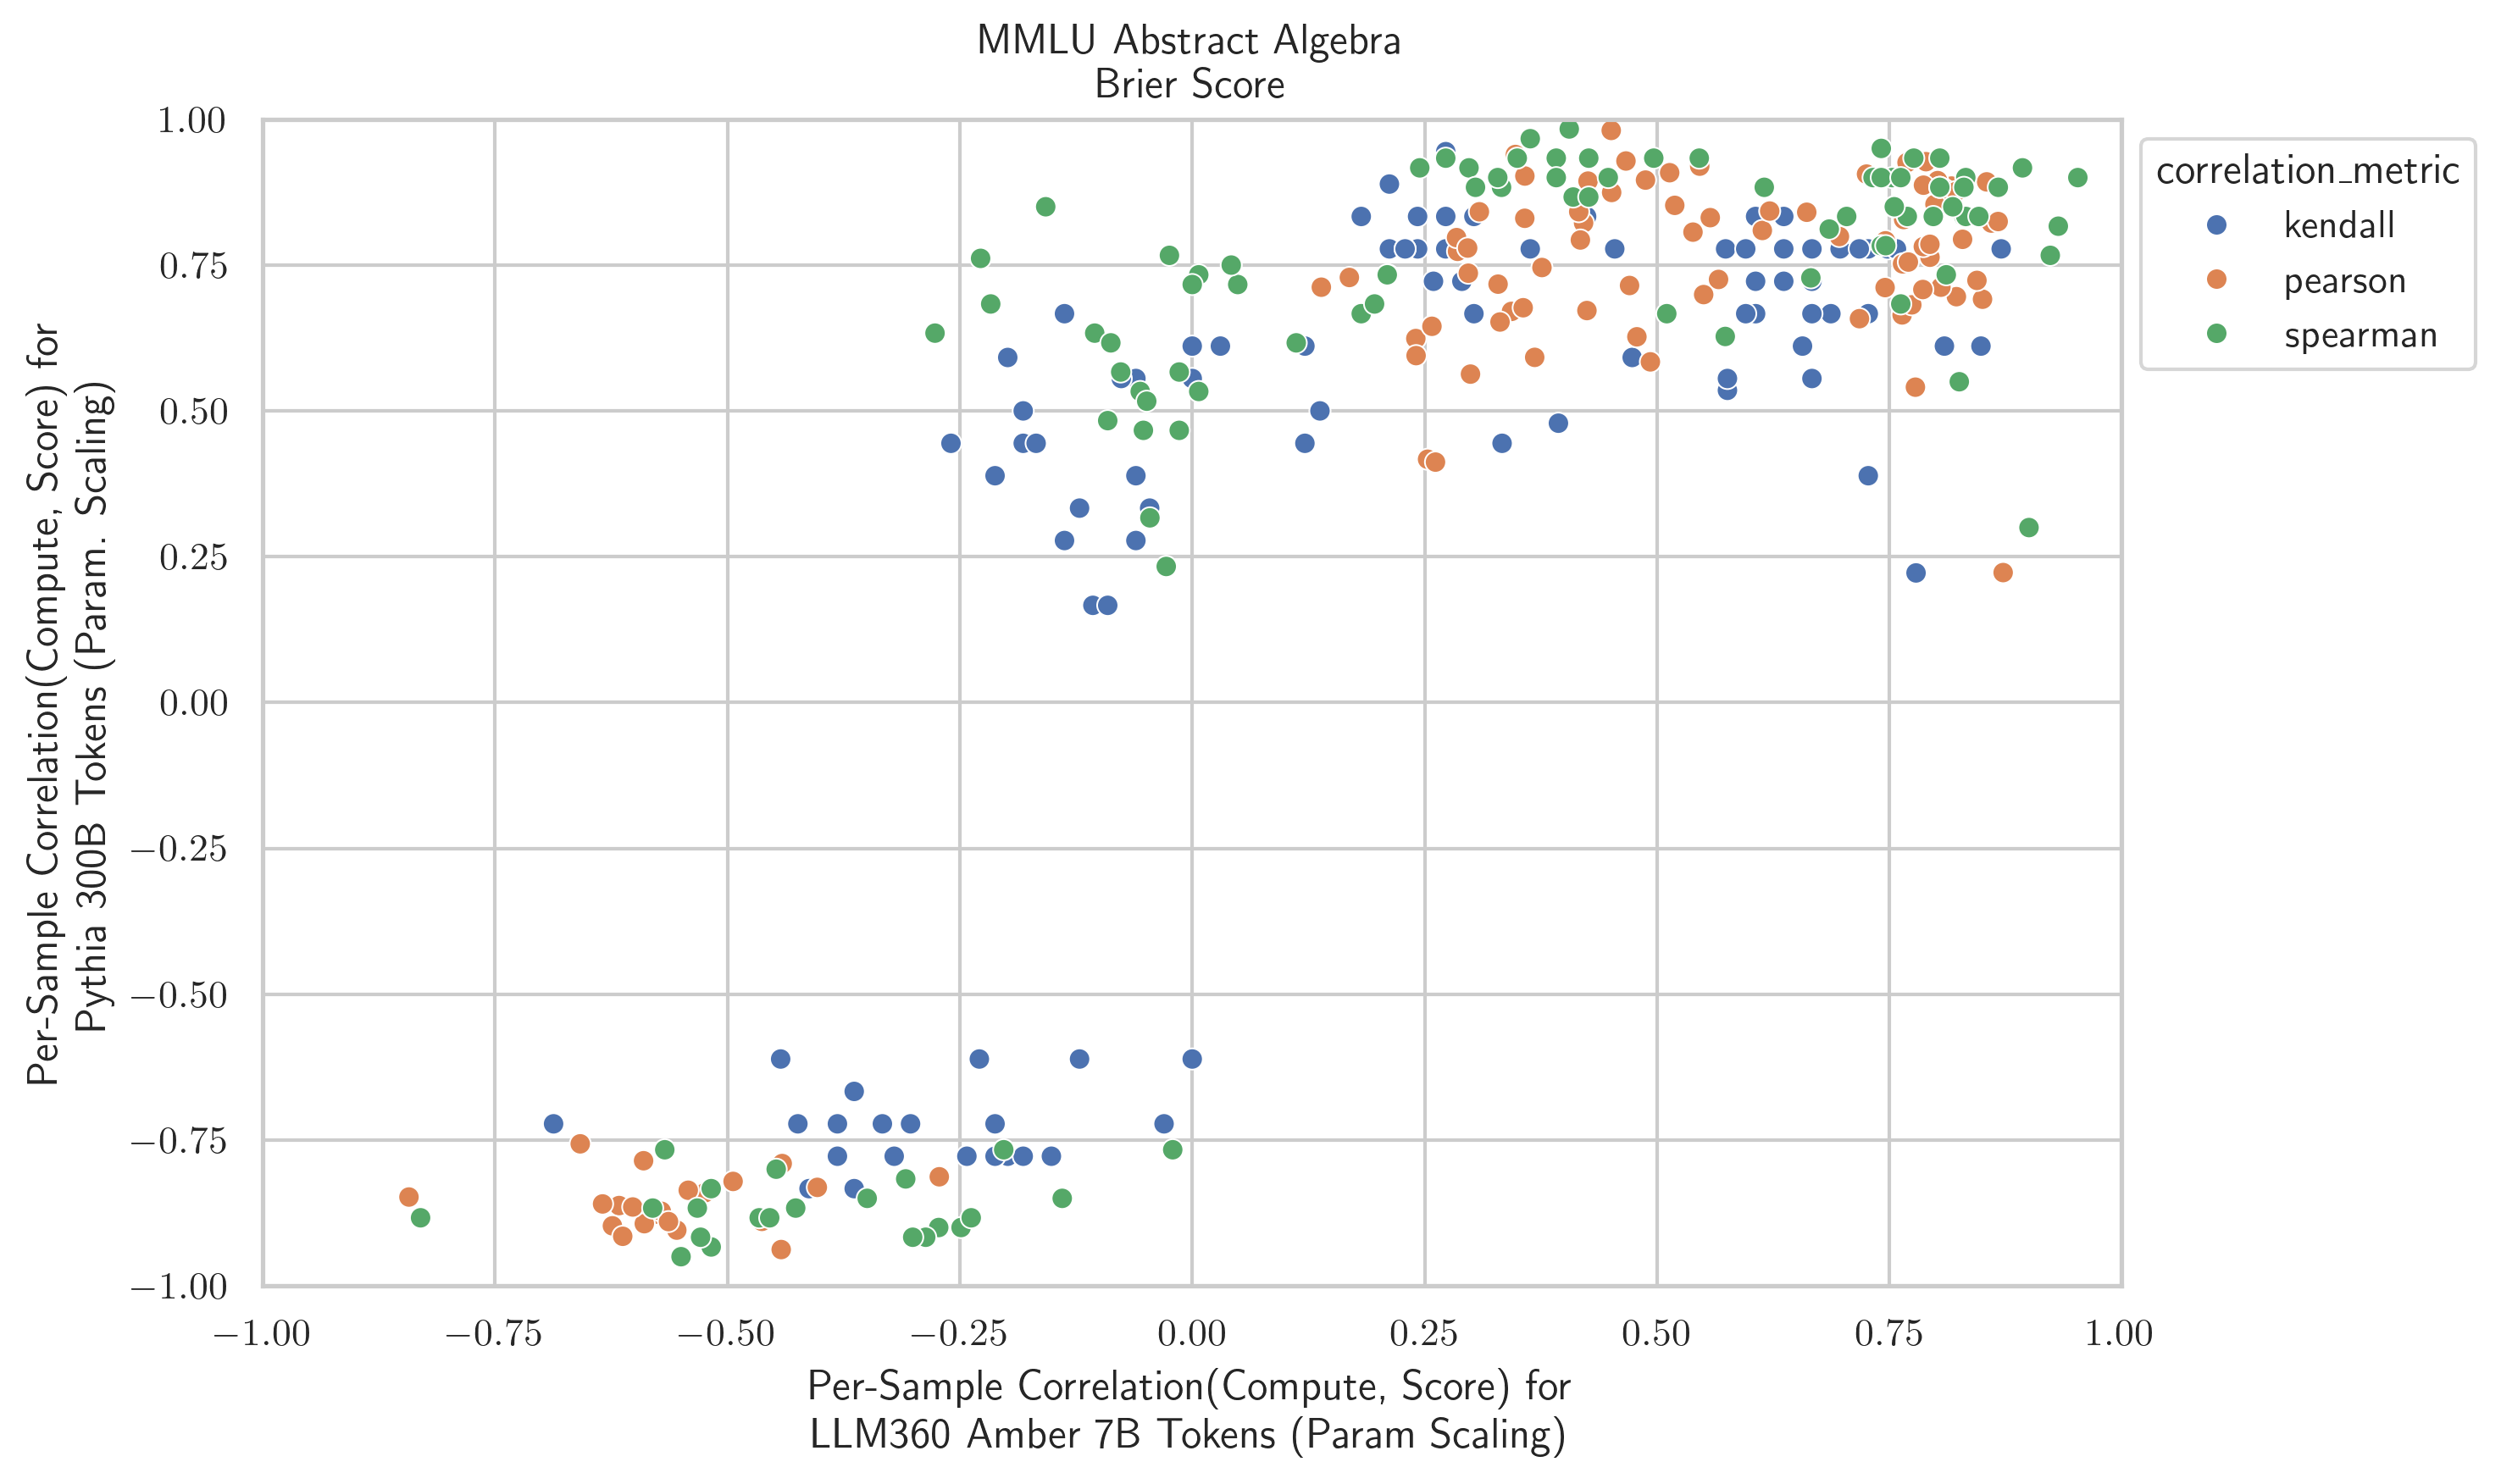 MMLU Abstract Algebra
Brier Score
Per-Sample Correlation(Compute, Score) for
Pythia 300B Tokens (Param. Scaling)
1.00
0.75
0.50
0.25
0.00
−0.25
−0.50
−0.75
−1.00
−1.00
−0.75
−0.50
−0.25
0.00
0.25
0.50
0.75
1.00
Per-Sample Correlation(Compute, Score) for
LLM360 Amber 7B Tokens (Param Scaling)
correlation_metric
kendall
pearson
spearman